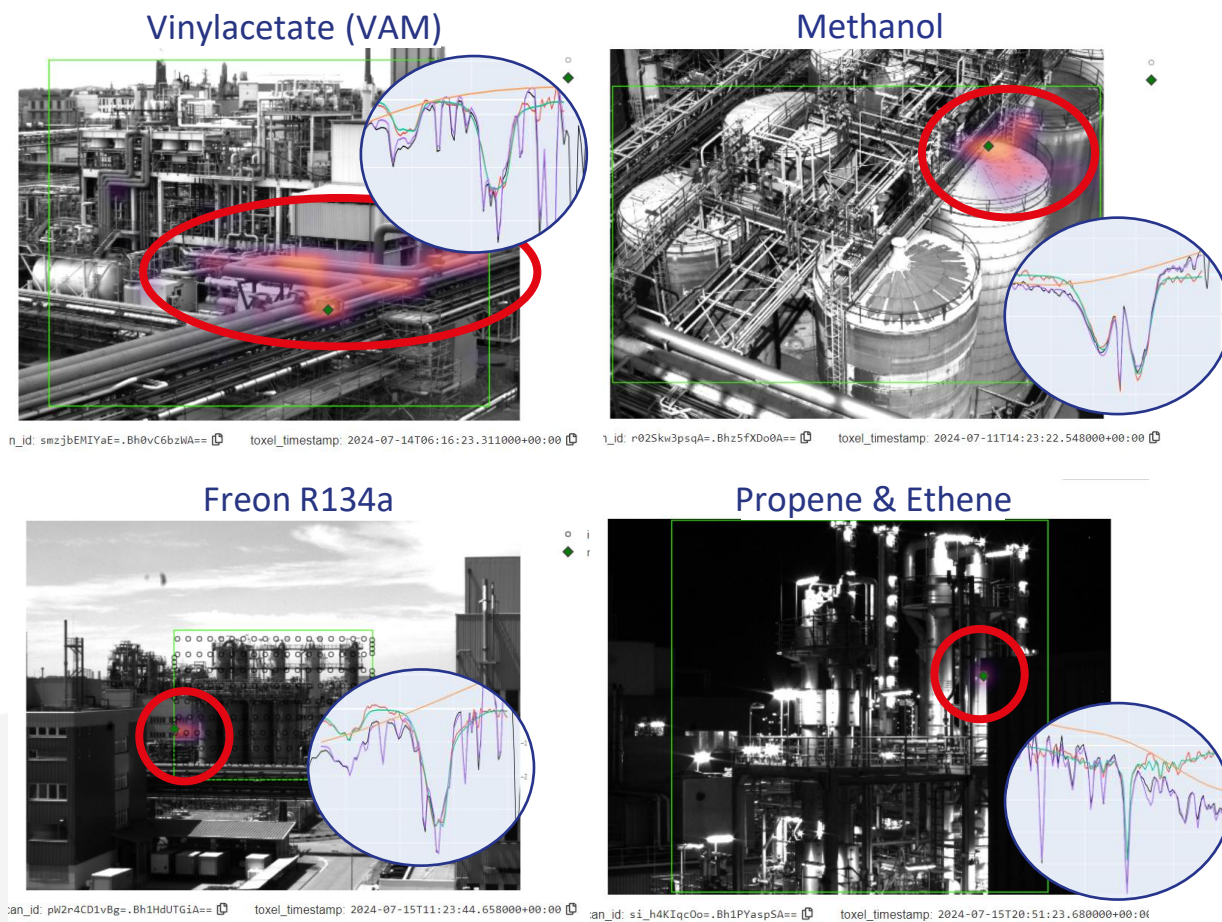 Vinylacetate (VAM)
Methanol
n_id: smzjbEMIYaE=.Bh0vC6bzWA== toxel_timestamp: 2024-07-14T06:16:23.311000+00:00
n_id: r02Skw3psqA=.Bhz5fXDo0A== toxel_timestamp: 2024-07-11T14:23:22.548000+00:00
Freon R134a
Propene & Ethene
can_id: pW2r4CD1vBg=.Bh1HdUTGiA== toxel_timestamp: 2024-07-15T11:23:44.658000+00:00
can_id: si_h4KIqcOo=.Bh1PYaspSA== toxel_timestamp: 2024-07-15T20:51:23.680000+00:00